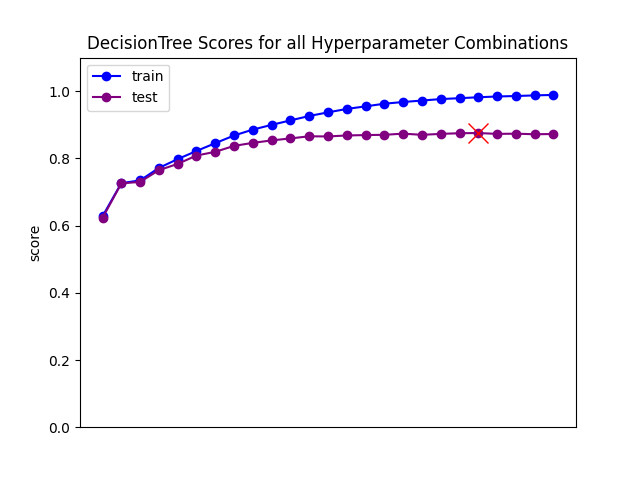 DecisionTree Scores for all Hyperparameter Combinations
train
test
1.0
0.8
0.6
0.4
0.2
0.0
score